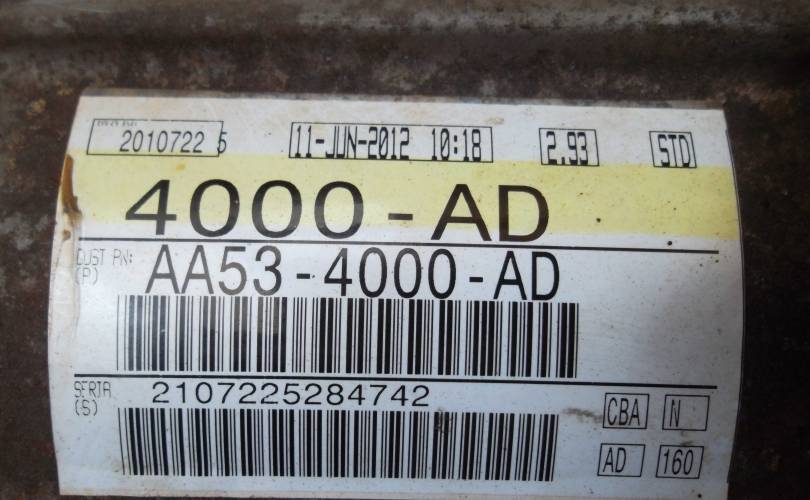 2010722 5 11-JUN-2012 10:18 2.93 STD
4000-AD
CUST PN: AA53-4000-AD
(P)
SERIA 2107225284742
(S)
CBA N
AD 160